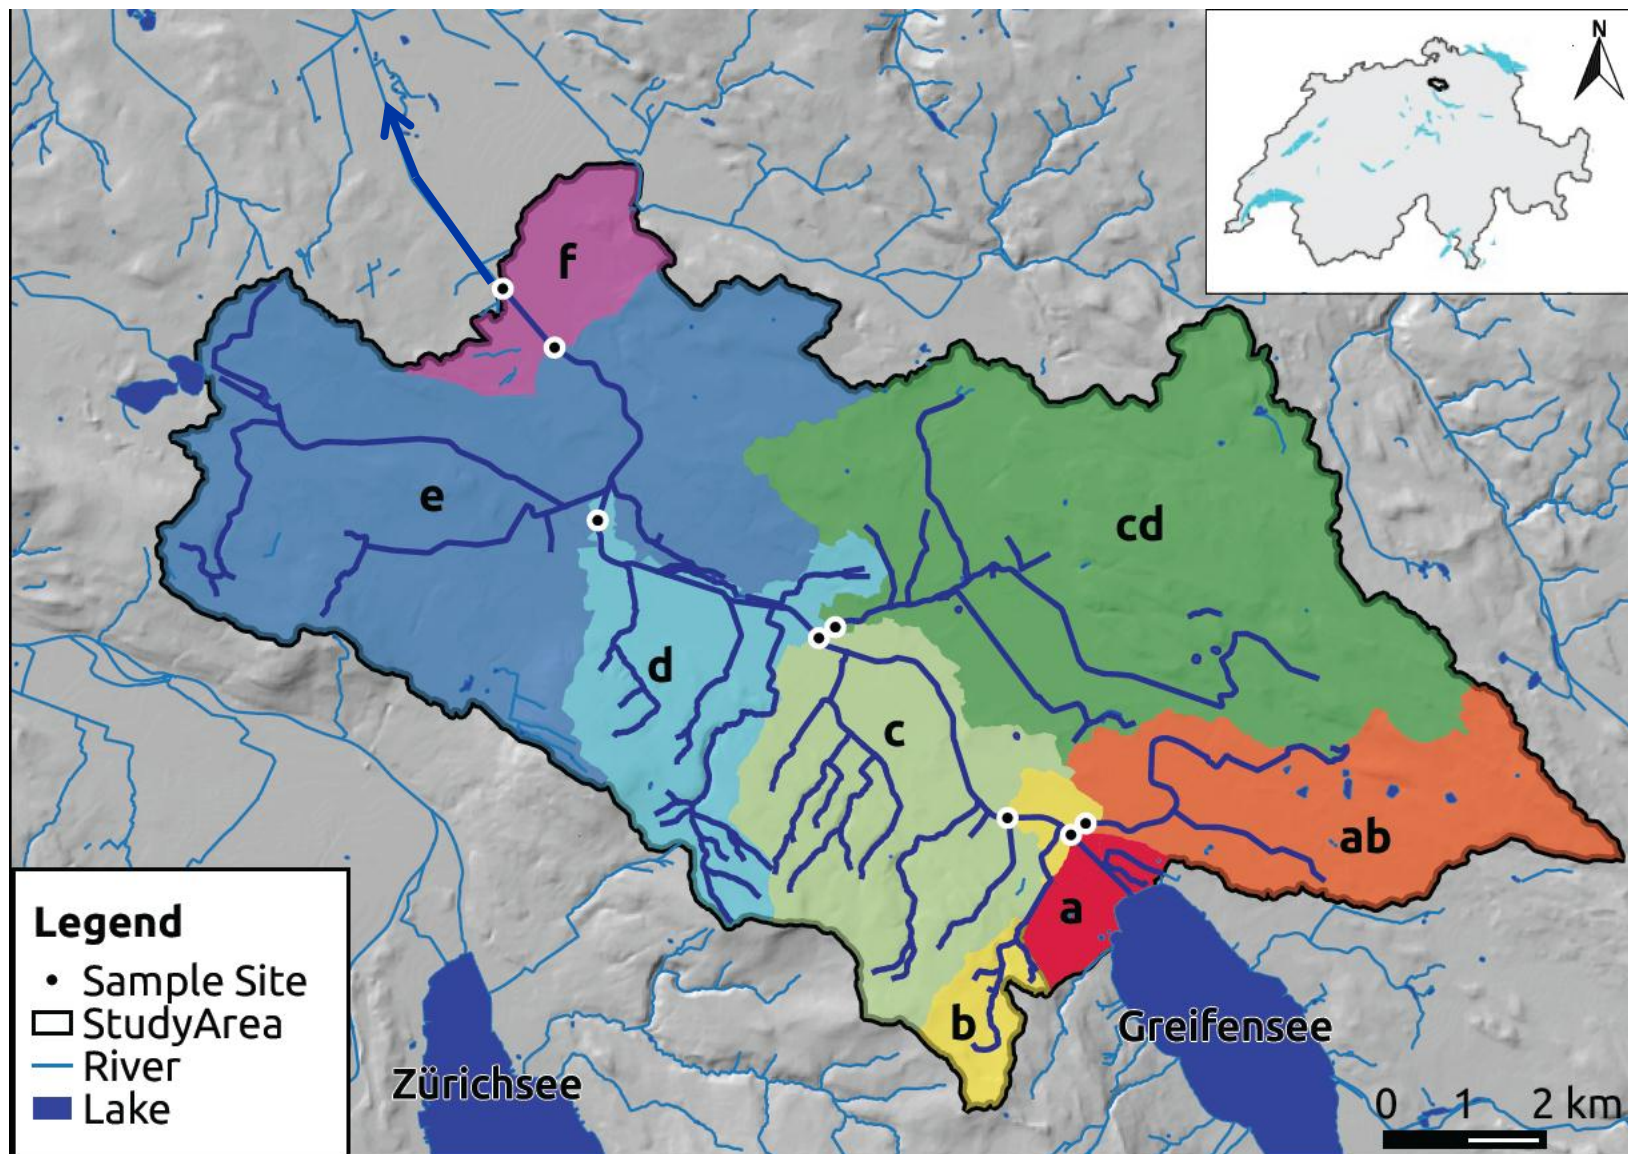 N
f
e
cd
d
c
ab
a
b
Greifensee
Zürichsee
Legend
Sample Site
StudyArea
River
Lake
0 1 2 km